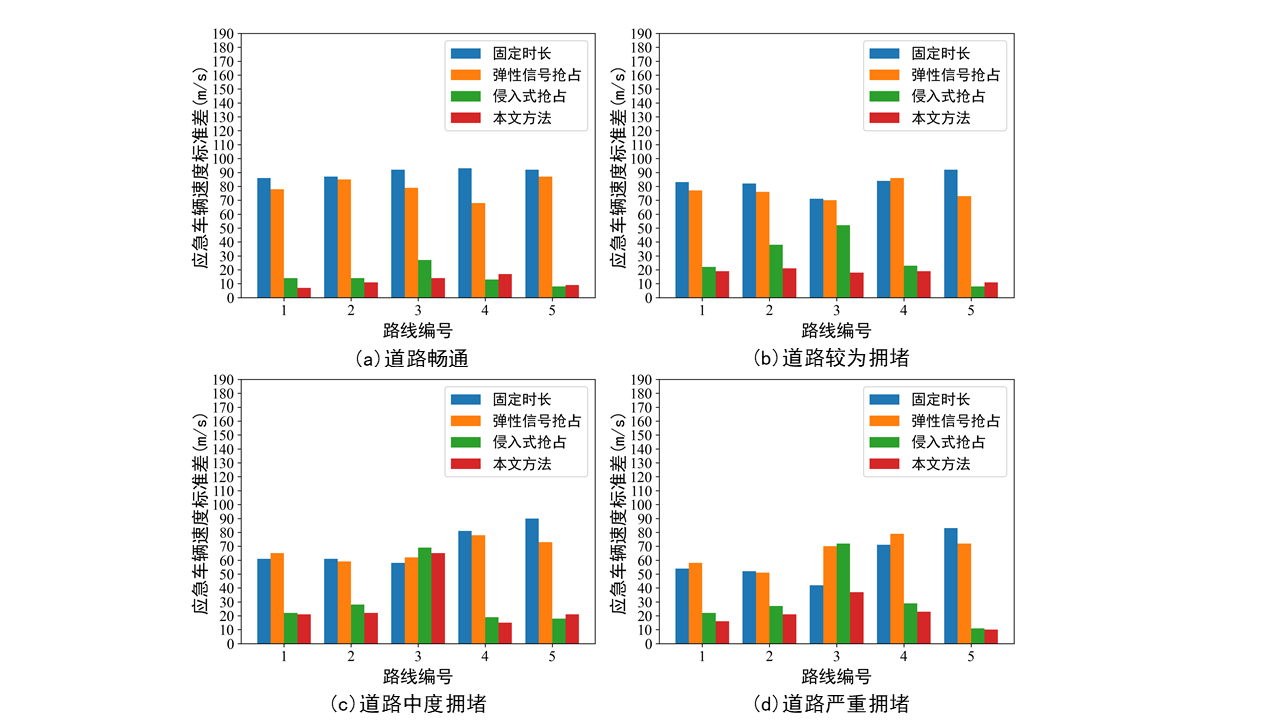 190
180
170
160
150
140
130
120
110
100
90
80
70
60
50
40
30
20
10
0
应急车辆速度标准差(m/s)
固定时长
弹性信号抢占
侵入式抢占
本文方法
1 2 3 4 5
路线编号
(a)道路畅通
190
180
170
160
150
140
130
120
110
100
90
80
70
60
50
40
30
20
10
0
应急车辆速度标准差(m/s)
固定时长
弹性信号抢占
侵入式抢占
本文方法
1 2 3 4 5
路线编号
(b)道路较为拥堵
190
180
170
160
150
140
130
120
110
100
90
80
70
60
50
40
30
20
10
0
应急车辆速度标准差(m/s)
固定时长
弹性信号抢占
侵入式抢占
本文方法
1 2 3 4 5
路线编号
(c)道路中度拥堵
190
180
170
160
150
140
130
120
110
100
90
80
70
60
50
40
30
20
10
0
应急车辆速度标准差(m/s)
固定时长
弹性信号抢占
侵入式抢占
本文方法
1 2 3 4 5
路线编号
(d)道路严重拥堵